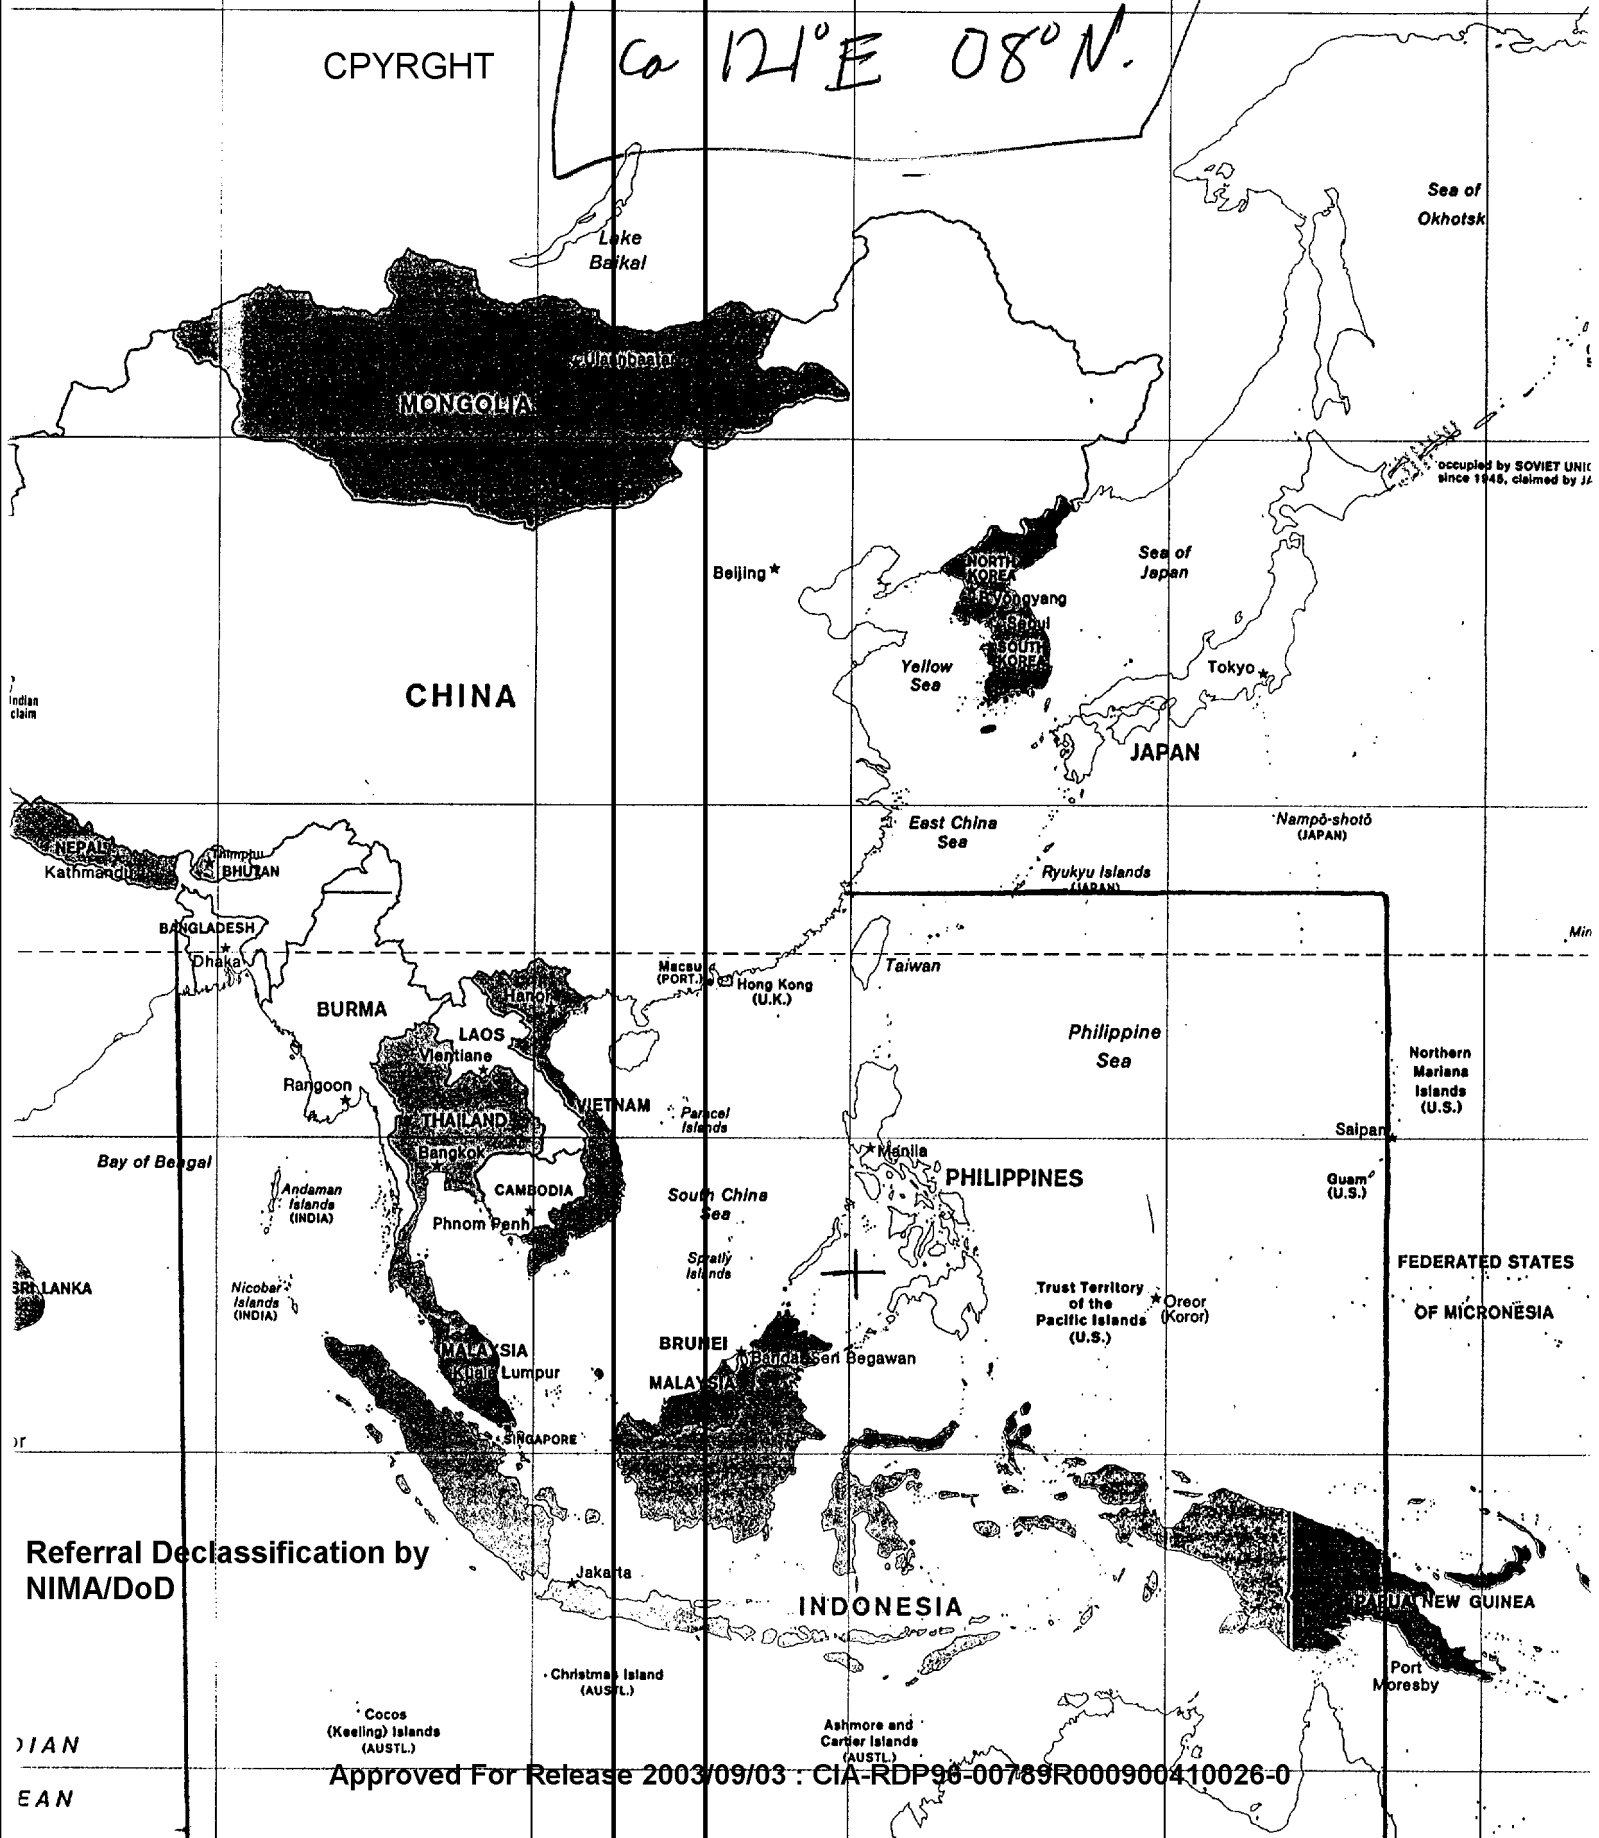 CPYRGHT
Ca 121°E 08°N.
Sea of
Okhotsk
Lake
Baikal
Ulaanbaatar
MONGOLIA
occupied by SOVIET UNIO
since 1945, claimed by JA
Beijing
NORTH
KOREA
P'yongyang
Seoul
SOUTH
KOREA
Sea of
Japan
Yellow
Sea
Tokyo
CHINA
Indian
claim
JAPAN
East China
Sea
Nampō-shotō
(JAPAN)
Ryukyu Islands
(JAPAN)
NEPAL
Kathmandu
Thimphu
BHUTAN
BANGLADESH
Dhaka
Taiwan
Macau
(PORT.)
Hong Kong
(U.K.)
Min
BURMA
Hanoi
LAOS
Vientiane
Philippine
Sea
Northern
Mariana
Islands
(U.S.)
Rangoon
THAILAND
VIETNAM
Paracel
Islands
Saipan
Bay of Bengal
Bangkok
Manila
PHILIPPINES
Guam
(U.S.)
Andaman
Islands
(INDIA)
CAMBODIA
Phnom Penh
South China
Sea
Spratly
Islands
FEDERATED STATES
OF MICRONESIA
SRI LANKA
Nicobar
Islands
(INDIA)
Trust Territory
of the
Pacific Islands
(U.S.)
Oreor
(Koror)
MALAYSIA
Kuala Lumpur
BRUNEI
Bandar Seri Begawan
MALAYSIA
SINGAPORE
or
Referral Declassification by
NIMA/DoD
Jakarta
INDONESIA
PAPUA NEW GUINEA
Port
Moresby
Christmas Island
(AUSTL.)
Cocos
(Keeling) Islands
(AUSTL.)
Ashmore and
Cartier Islands
(AUSTL.)
DIAN
EAN
Approved For Release 2003/09/03 : CIA-RDP96-00789R000900410026-0